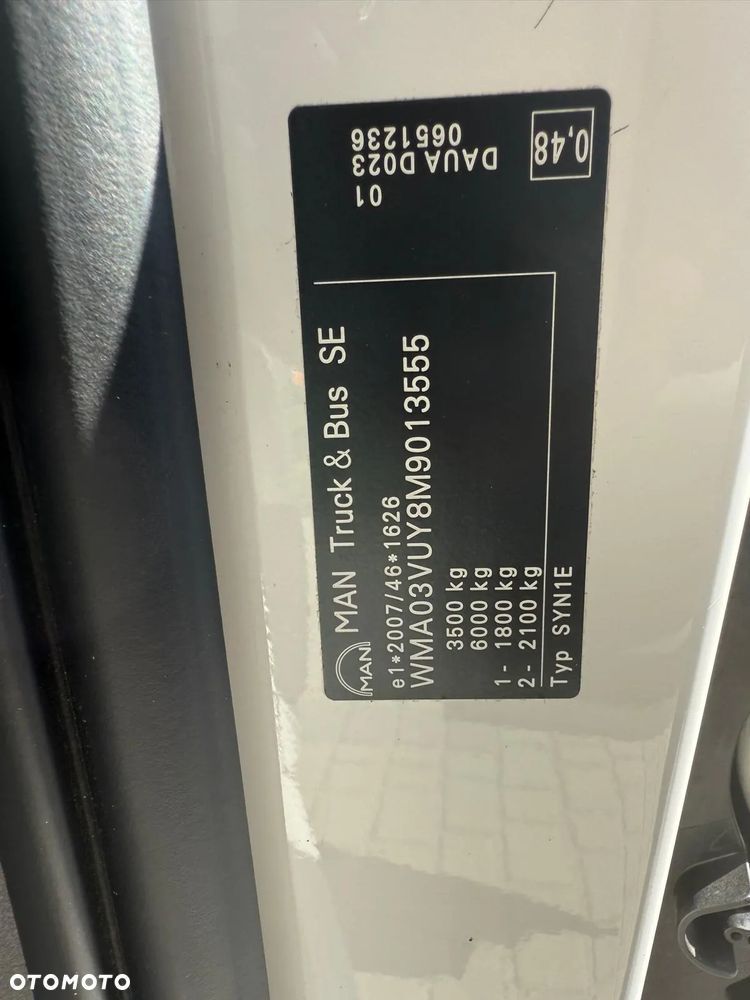 MAN
MAN Truck & Bus SE
e1*2007/46*1626
WMA03VUY8M9013555
3500 kg
6000 kg
1- 1800 kg
2- 2100 kg
Typ SYN1E
01
DAUA D023
0651236
0,48
OTOMOTO